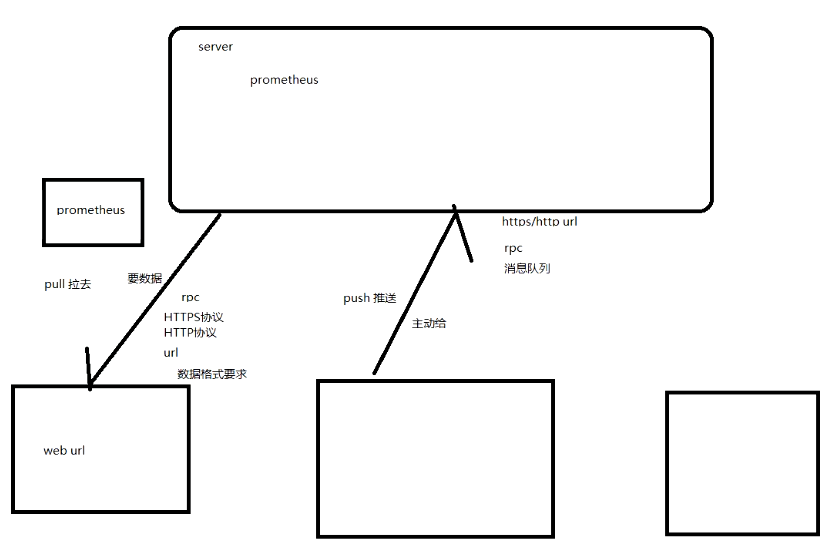 server
prometheus
prometheus
pull 拉去
要数据
rpc
HTTPS协议
HTTP协议
url
数据格式要求
web url
push 推送
主动给
https/http url
rpc
消息队列